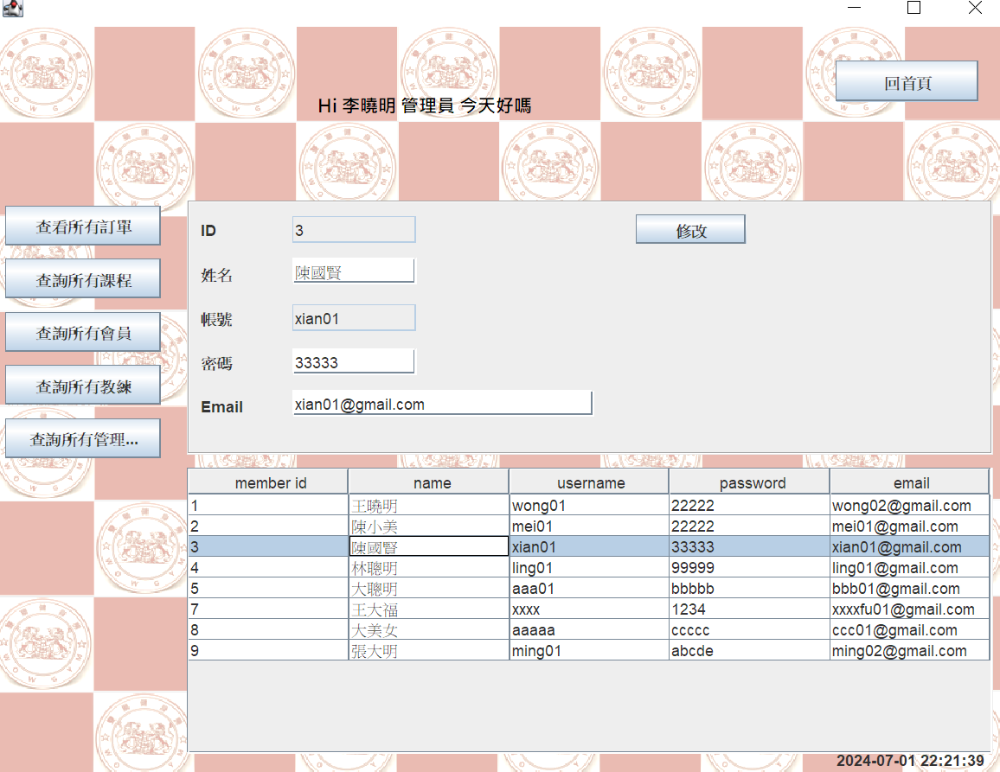 回首頁
Hi 李曉明 管理員 今天好嗎
查看所有訂單
查詢所有課程
查詢所有會員
查詢所有教練
查詢所有管理...
ID 3 修改
姓名 陳國賢
帳號 xian01
密碼 33333
Email xian01@gmail.com
member id name username password email
1 王曉明 wong01 22222 wong02@gmail.com
2 陳小美 mei01 22222 mei01@gmail.com
3 陳國賢 xian01 33333 xian01@gmail.com
4 林聰明 ling01 99999 ling01@gmail.com
5 大聰明 aaa01 bbbbb bbb01@gmail.com
7 王大福 xxxx 1234 xxxxfu01@gmail.com
8 大美女 aaaaa ccccc ccc01@gmail.com
9 張大明 ming01 abcde ming02@gmail.com
2024-07-01 22:21:39